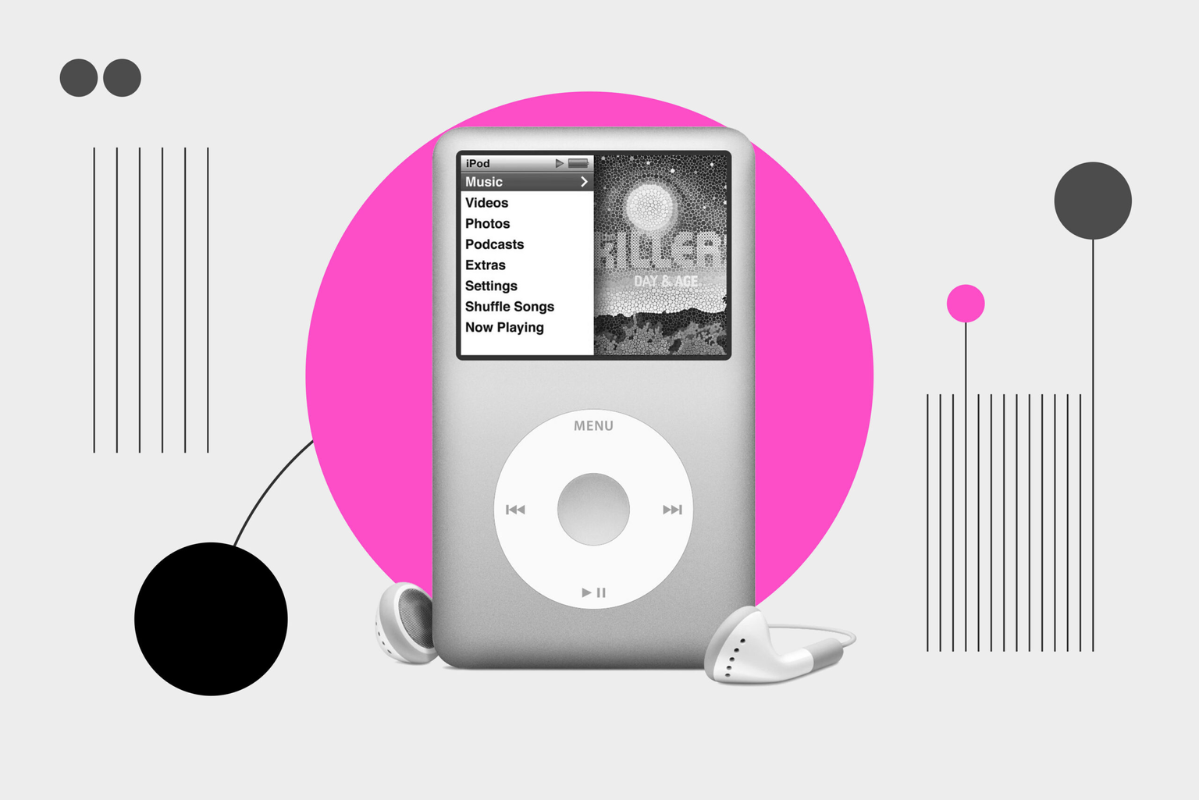 iPod
Music
Videos
Photos
Podcasts
Extras
Settings
Shuffle Songs
Now Playing
KILLER
DAY & AGE
MENU